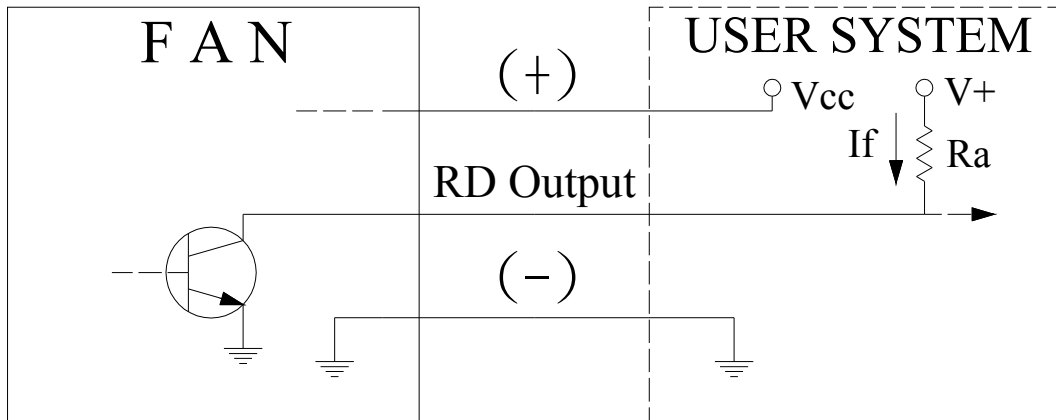 F A N
USER SYSTEM
(+)
Vcc
V+
If
Ra
RD Output
(-)